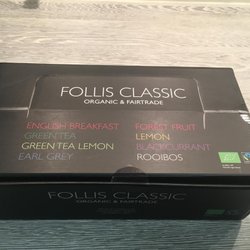 FOLLIS CLASSIC
ORGANIC & FAIRTRADE
ENGLISH BREAKFAST
FOREST FRUIT
GREEN TEA
LEMON
GREEN TEA LEMON
BLACKCURRANT
EARL GREY
ROOIBOS
FOLLIS CLASSIC
ORGANIC & FAIRTRADE